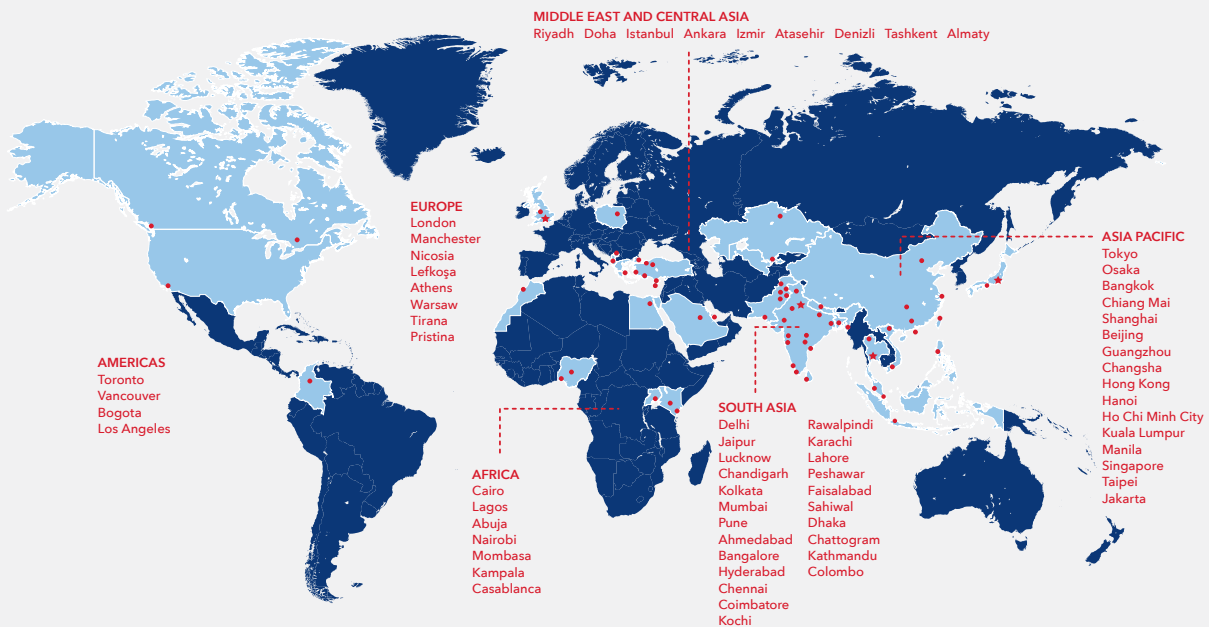 MIDDLE EAST AND CENTRAL ASIA
Riyadh Doha Istanbul Ankara Izmir Atasehir Denizli Tashkent Almaty
EUROPE
London
Manchester
Nicosia
Lefkoşa
Athens
Warsaw
Tirana
Pristina
ASIA PACIFIC
Tokyo
Osaka
Bangkok
Chiang Mai
Shanghai
Beijing
Guangzhou
Changsha
Hong Kong
Hanoi
Ho Chi Minh City
Kuala Lumpur
Manila
Singapore
Taipei
Jakarta
AMERICAS
Toronto
Vancouver
Bogota
Los Angeles
AFRICA
Cairo
Lagos
Abuja
Nairobi
Mombasa
Kampala
Casablanca
SOUTH ASIA
Delhi
Jaipur
Lucknow
Chandigarh
Kolkata
Mumbai
Pune
Ahmedabad
Bangalore
Hyderabad
Chennai
Coimbatore
Kochi
Rawalpindi
Karachi
Lahore
Peshawar
Faisalabad
Sahiwal
Dhaka
Chattogram
Kathmandu
Colombo